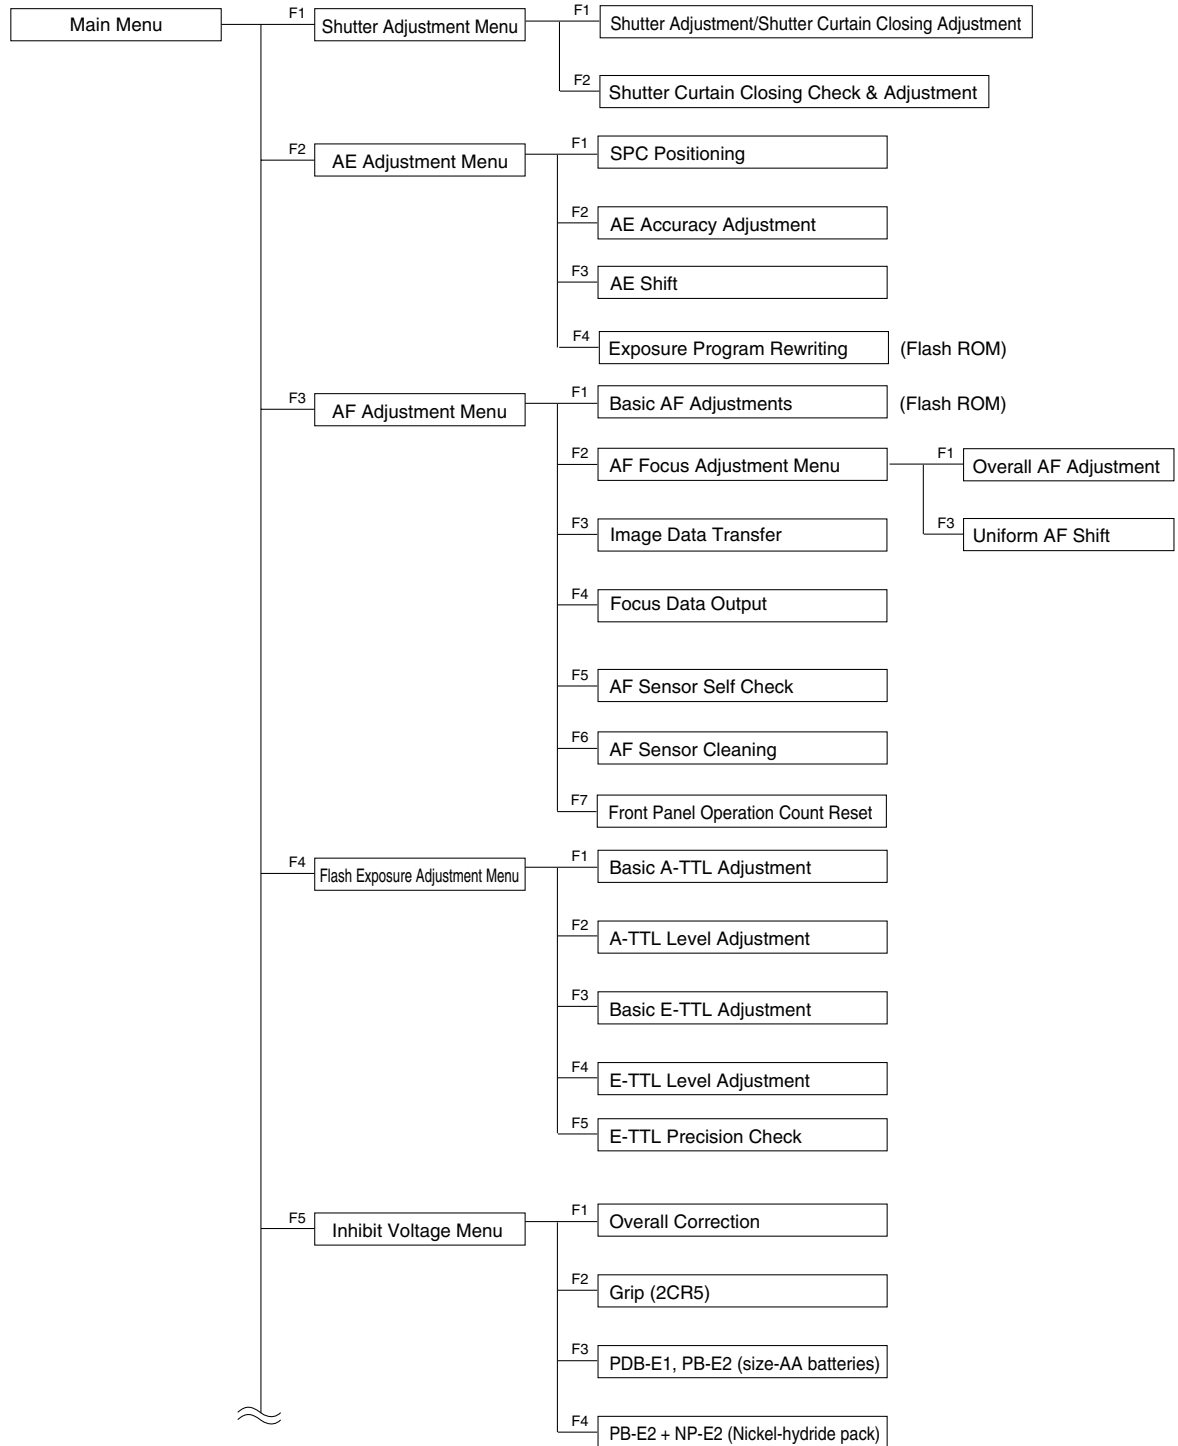 Main Menu
F1
Shutter Adjustment Menu
F1
Shutter Adjustment/Shutter Curtain Closing Adjustment
F2
Shutter Curtain Closing Check & Adjustment
F2
AE Adjustment Menu
F1
SPC Positioning
F2
AE Accuracy Adjustment
F3
AE Shift
F4
Exposure Program Rewriting
(Flash ROM)
F3
AF Adjustment Menu
F1
Basic AF Adjustments
(Flash ROM)
F2
AF Focus Adjustment Menu
F1
Overall AF Adjustment
F3
Uniform AF Shift
F3
Image Data Transfer
F4
Focus Data Output
F5
AF Sensor Self Check
F6
AF Sensor Cleaning
F7
Front Panel Operation Count Reset
F4
Flash Exposure Adjustment Menu
F1
Basic A-TTL Adjustment
F2
A-TTL Level Adjustment
F3
Basic E-TTL Adjustment
F4
E-TTL Level Adjustment
F5
E-TTL Precision Check
F5
Inhibit Voltage Menu
F1
Overall Correction
F2
Grip (2CR5)
F3
PDB-E1, PB-E2 (size-AA batteries)
F4
PB-E2 + NP-E2 (Nickel-hydride pack)